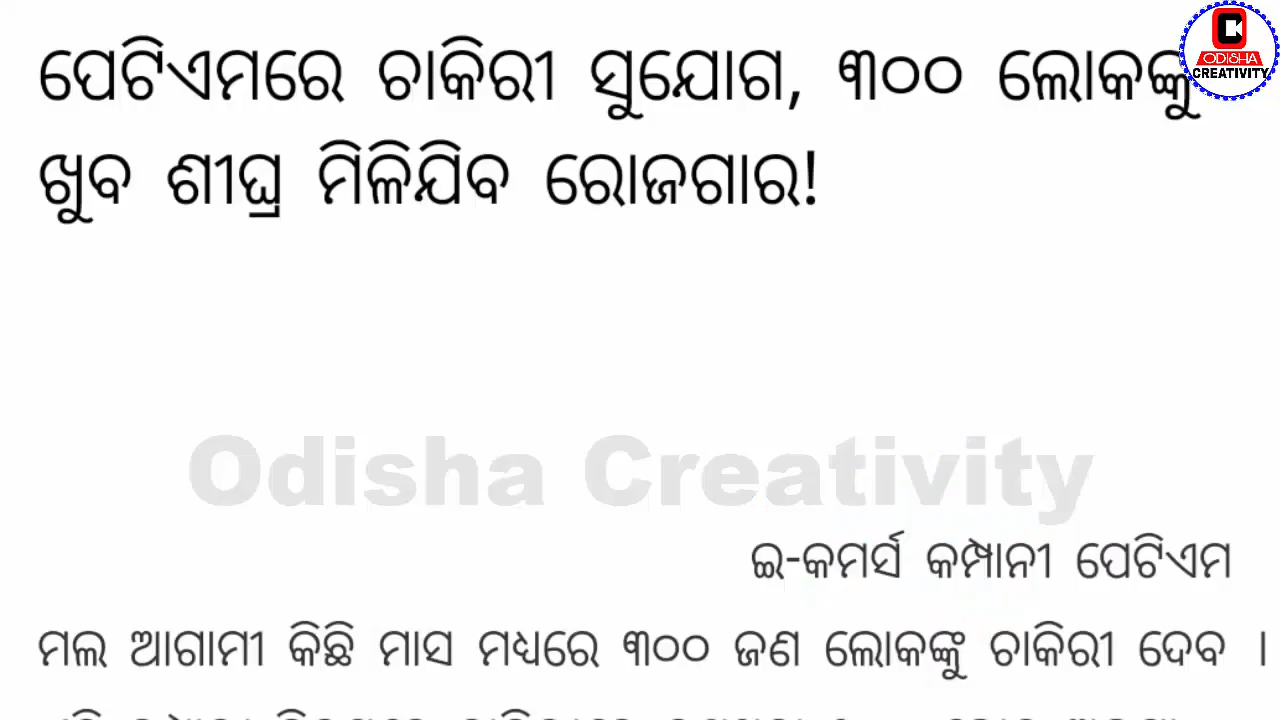 ପେଟିଏମରେ ଚାକିରୀ ସୁଯୋଗ, ୩୦୦ ଲୋକଙ୍କୁ
ଖୁବ ଶୀଘ୍ର ମିଳିଯିବ ରୋଜଗାର!
ODISHA
CREATIVITY
Odisha Creativity
ଇ-କମର୍ସ କମ୍ପାନୀ ପେଟିଏମ
ମଲ ଆଗାମୀ କିଛି ମାସ ମଧ୍ୟରେ ୩୦୦ ଜଣ ଲୋକଙ୍କୁ ଚାକିରୀ ଦେବ ।